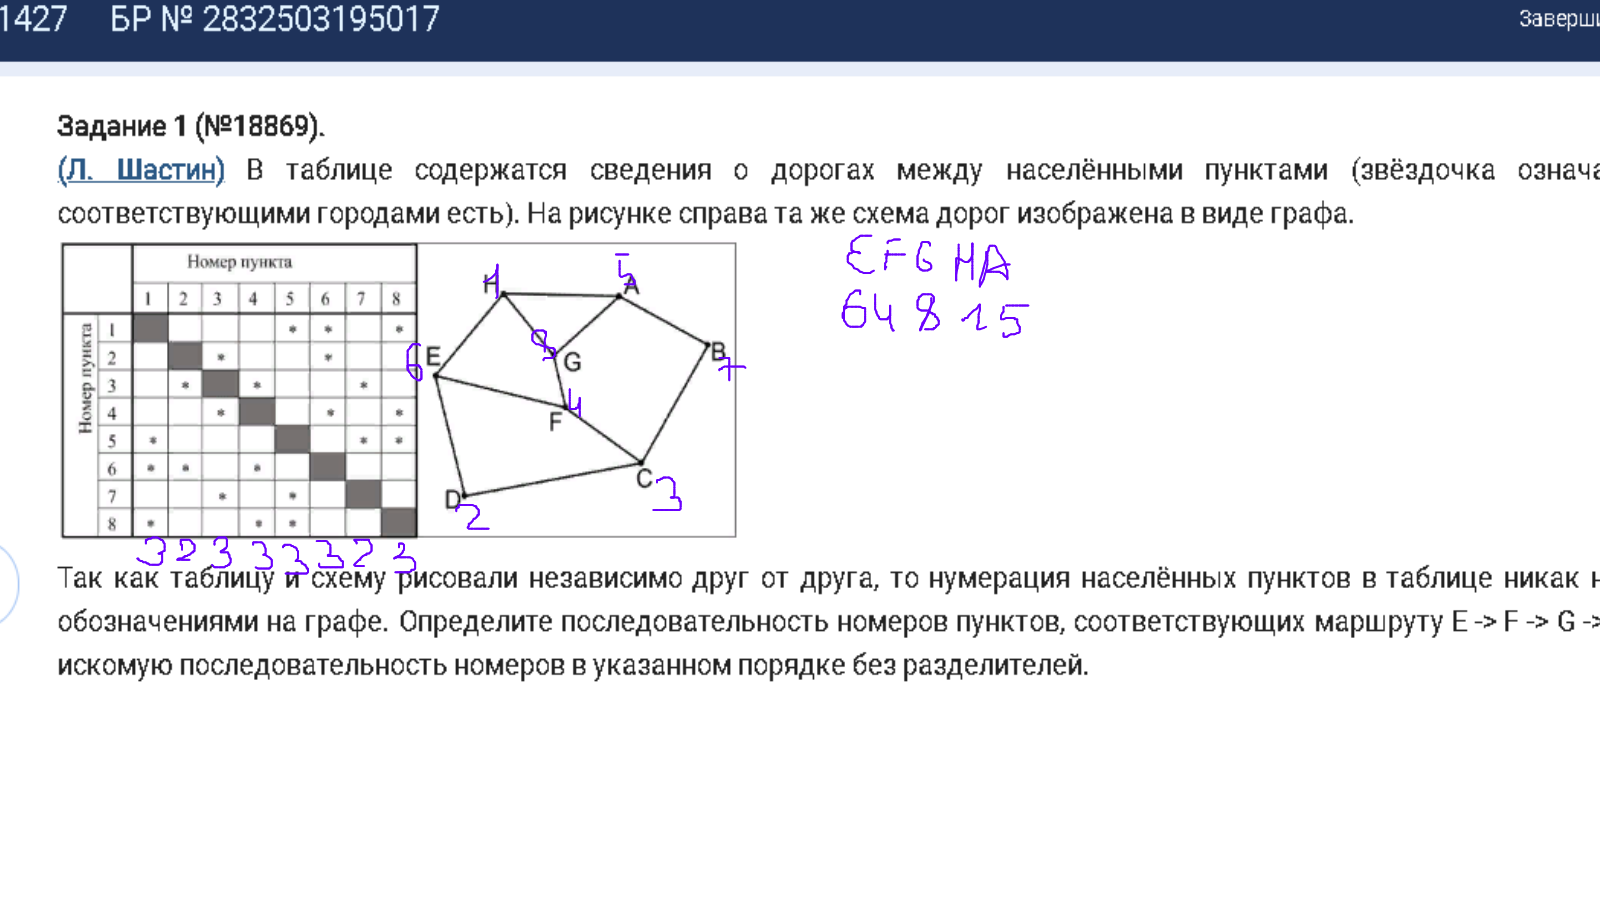 1427 БР № 2832503195017 Заверши
Задание 1 (№18869).
(Л. Шастин) В таблице содержатся сведения о дорогах между населёнными пунктами (звёздочка означа
соответствующими городами есть). На рисунке справа та же схема дорог изображена в виде графа.
Номер пункта
1 2 3 4 5 6 7 8
Номер пункта
1 * * *
2 * *
3 * * *
4 * * *
5 * * *
6 * * *
7 * *
8 * * *
3 2 3 3 3 3 2 3
H 1 A 5
E 6 G 8 B 7
F 4
C 3
D 2
E F G H A
6 4 8 1 5
Так как таблицу и схему рисовали независимо друг от друга, то нумерация населённых пунктов в таблице никак н
обозначениями на графе. Определите последовательность номеров пунктов, соответствующих маршруту E -> F -> G ->
искомую последовательность номеров в указанном порядке без разделителей.